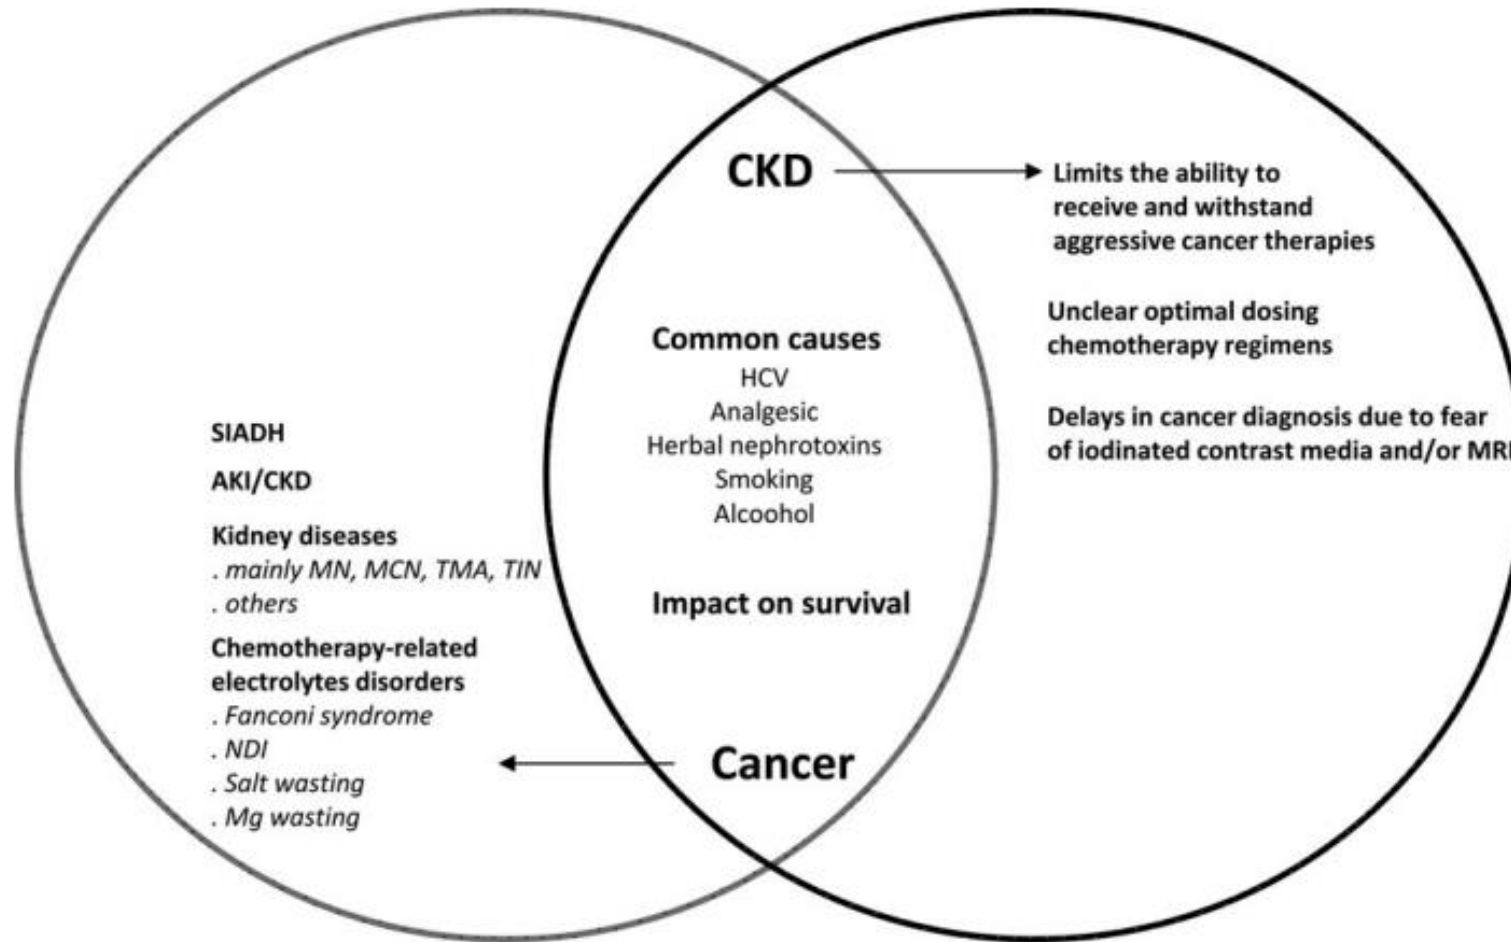 CKD
Limits the ability to
receive and withstand
aggressive cancer therapies
Unclear optimal dosing
chemotherapy regimens
Delays in cancer diagnosis due to fear
of iodinated contrast media and/or MRI
Common causes
HCV
Analgesic
Herbal nephrotoxins
Smoking
Alcoohol
Impact on survival
Cancer
SIADH
AKI/CKD
Kidney diseases
. mainly MN, MCN, TMA, TIN
. others
Chemotherapy-related
electrolytes disorders
. Fanconi syndrome
. NDI
. Salt wasting
. Mg wasting